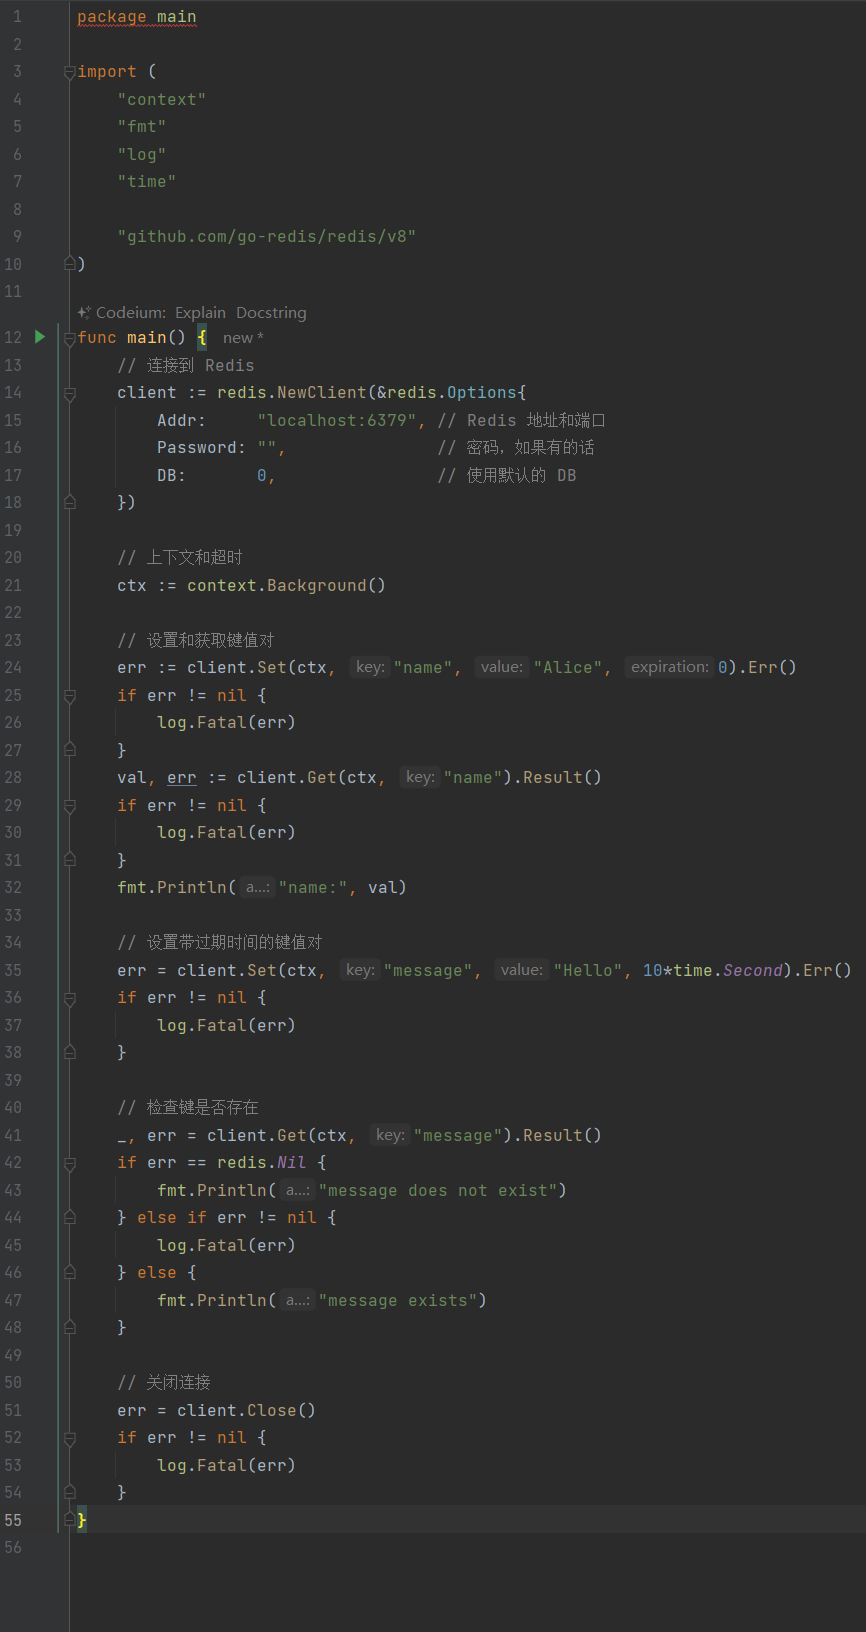 1 package main
2
3 import (
4 "context"
5 "fmt"
6 "log"
7 "time"
8
9 "github.com/go-redis/redis/v8"
10 )
11
Codeium: Explain Docstring
12 func main() { new *
13 // 连接到 Redis
14 client := redis.NewClient(&redis.Options{
15 Addr: "localhost:6379", // Redis 地址和端口
16 Password: "", // 密码，如果有的话
17 DB: 0, // 使用默认的 DB
18 })
19
20 // 上下文和超时
21 ctx := context.Background()
22
23 // 设置和获取键值对
24 err := client.Set(ctx, key: "name", value: "Alice", expiration: 0).Err()
25 if err != nil {
26 log.Fatal(err)
27 }
28 val, err := client.Get(ctx, key: "name").Result()
29 if err != nil {
30 log.Fatal(err)
31 }
32 fmt.Println( a...: "name:", val)
33
34 // 设置带过期时间的键值对
35 err = client.Set(ctx, key: "message", value: "Hello", 10*time.Second).Err()
36 if err != nil {
37 log.Fatal(err)
38 }
39
40 // 检查键是否存在
41 _, err = client.Get(ctx, key: "message").Result()
42 if err == redis.Nil {
43 fmt.Println( a...: "message does not exist")
44 } else if err != nil {
45 log.Fatal(err)
46 } else {
47 fmt.Println( a...: "message exists")
48 }
49
50 // 关闭连接
51 err = client.Close()
52 if err != nil {
53 log.Fatal(err)
54 }
55 }
56